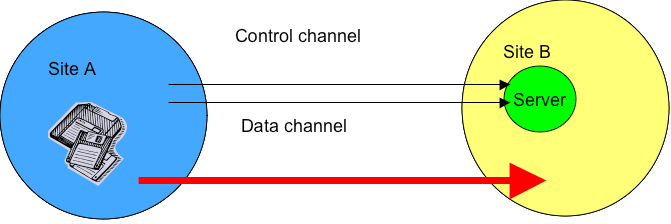 Control channel
Site A
Site B
Server
Data channel